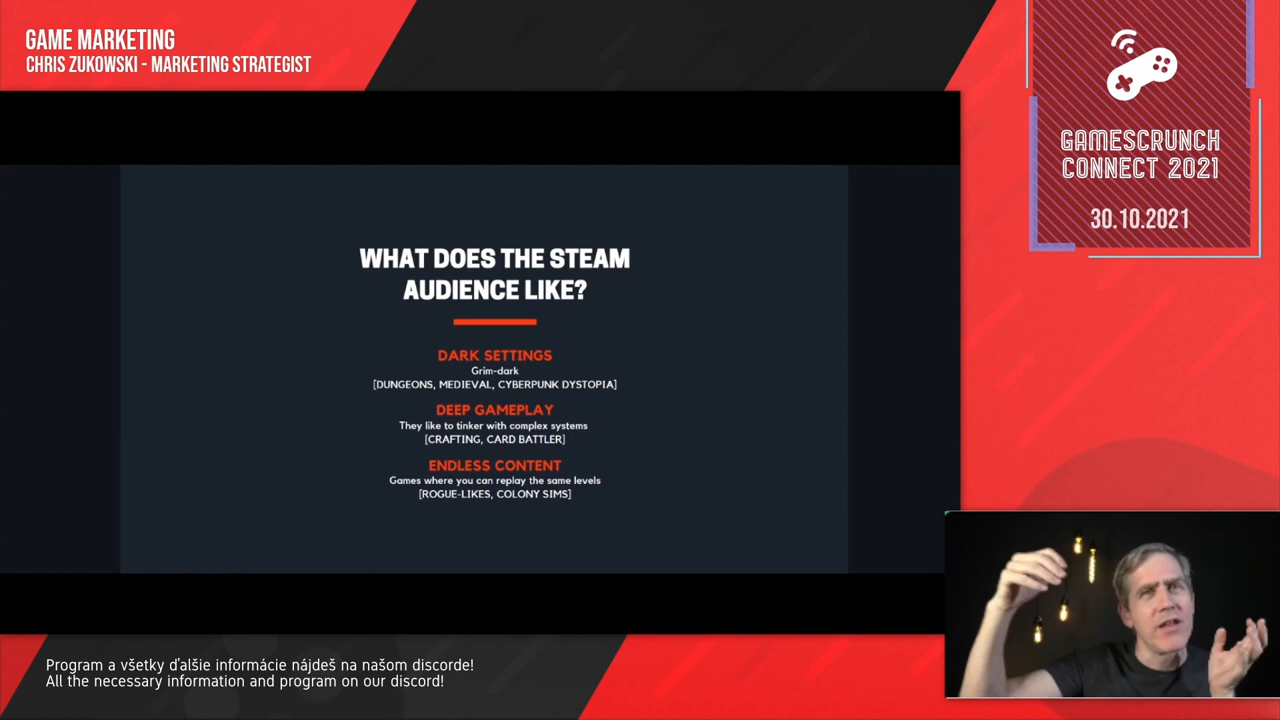 GAME MARKETING
CHRIS ZUKOWSKI - MARKETING STRATEGIST
GAMESCRUNCH
CONNECT 2021
30.10.2021
WHAT DOES THE STEAM
AUDIENCE LIKE?
DARK SETTINGS
Grim-dark
[DUNGEONS, MEDIEVAL, CYBERPUNK DYSTOPIA]
DEEP GAMEPLAY
They like to tinker with complex systems
[CRAFTING, CARD BATTLER]
ENDLESS CONTENT
Games where you can replay the same levels
[ROGUE-LIKES, COLONY SIMS]
Program a všetky ďalšie informácie nájdeš na našom discorde!
All the necessary information and program on our discord!